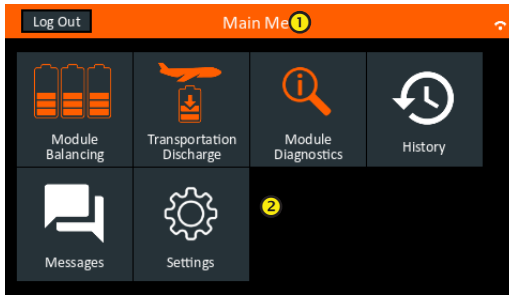 Log Out
Main Me
1
Module
Balancing
Transportation
Discharge
Module
Diagnostics
History
Messages
Settings
2